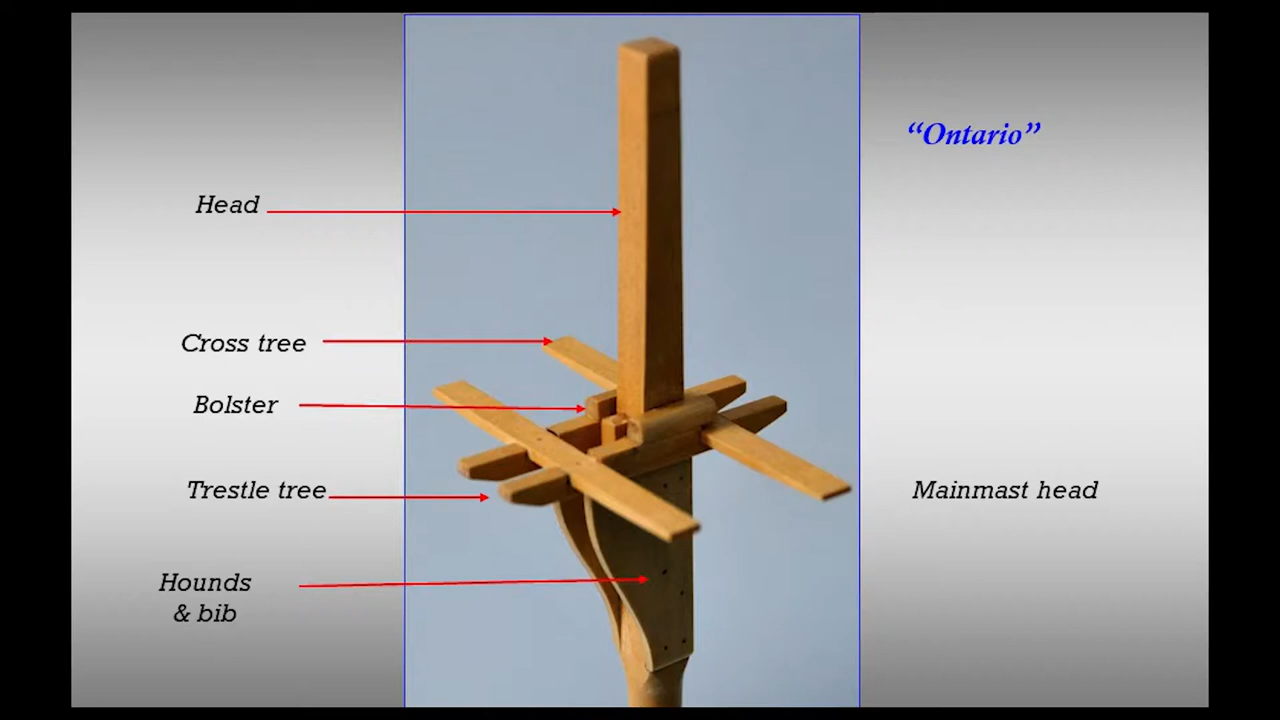 “Ontario”
Head
Cross tree
Bolster
Trestle tree
Mainmast head
Hounds
& bib